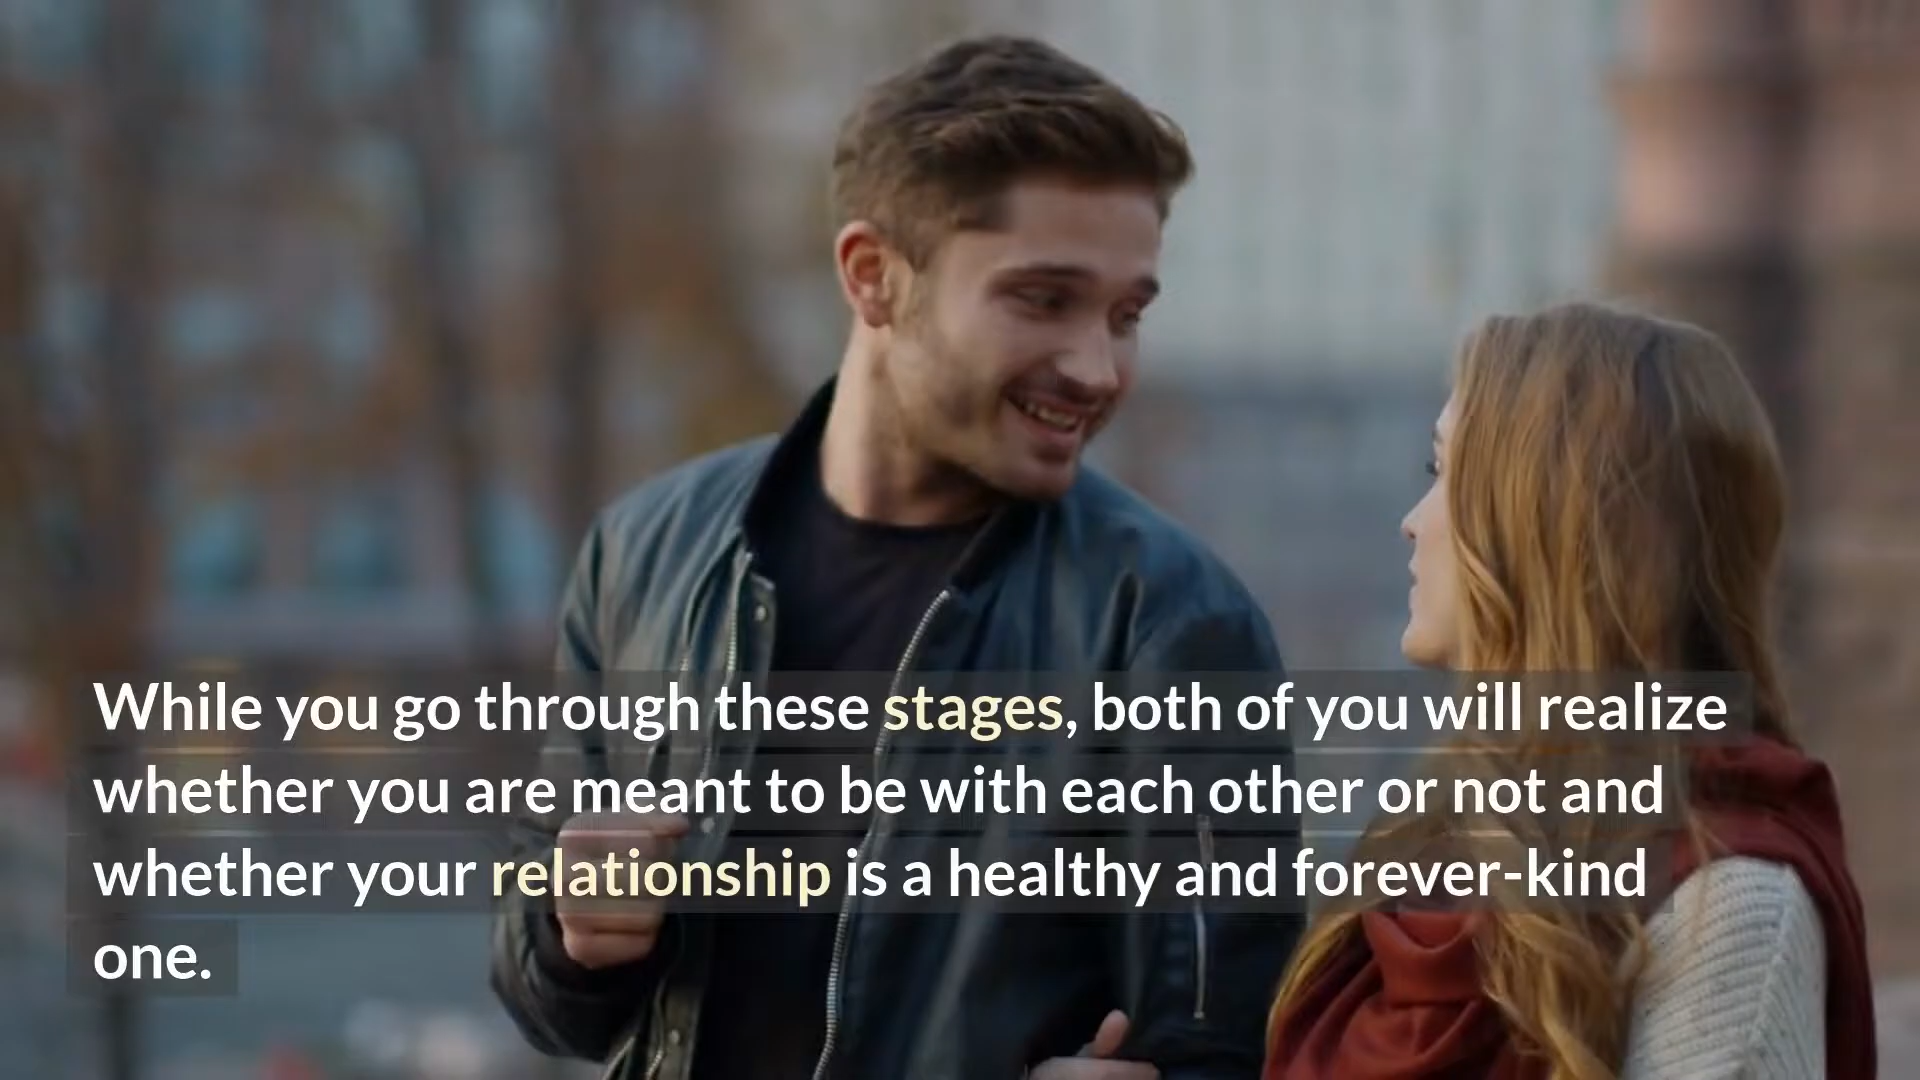 While you go through these stages, both of you will realize
whether you are meant to be with each other or not and
whether your relationship is a healthy and forever-kind
one.